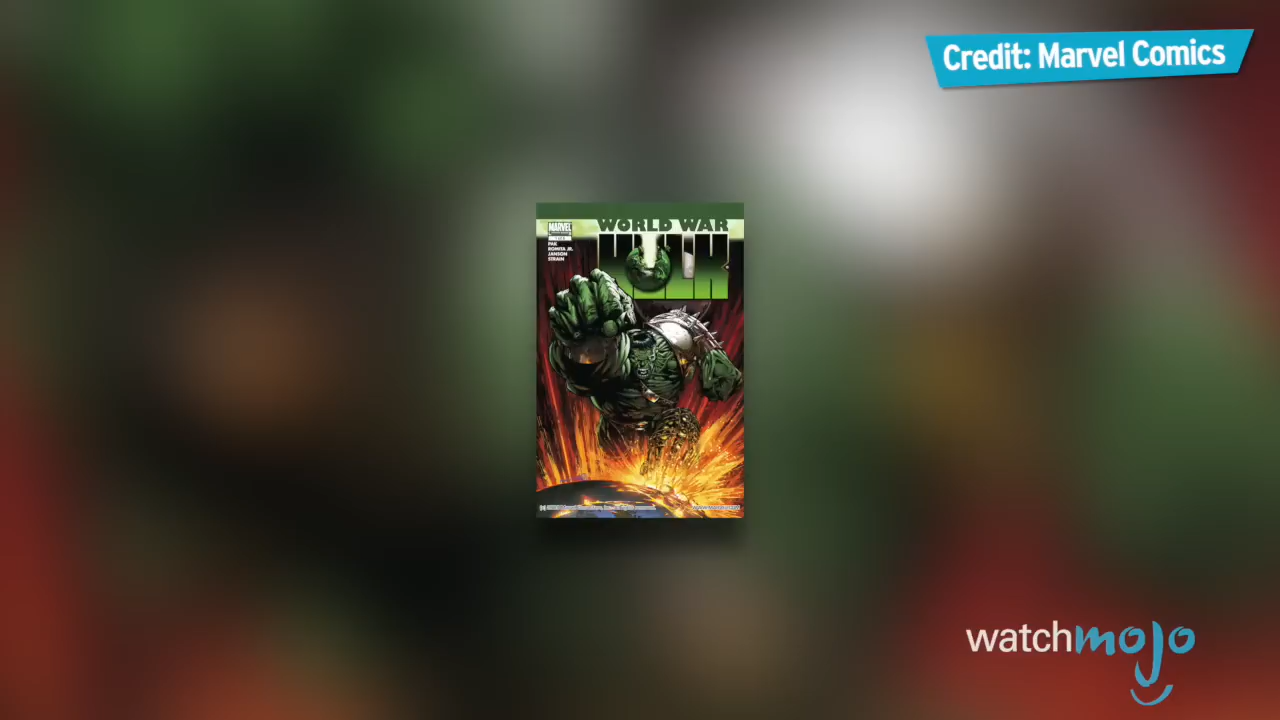 Credit: Marvel Comics
WORLD WAR
HULK
MARVEL
PAK
ROMITA JR.
JANSON
STRAIN
watchmojo